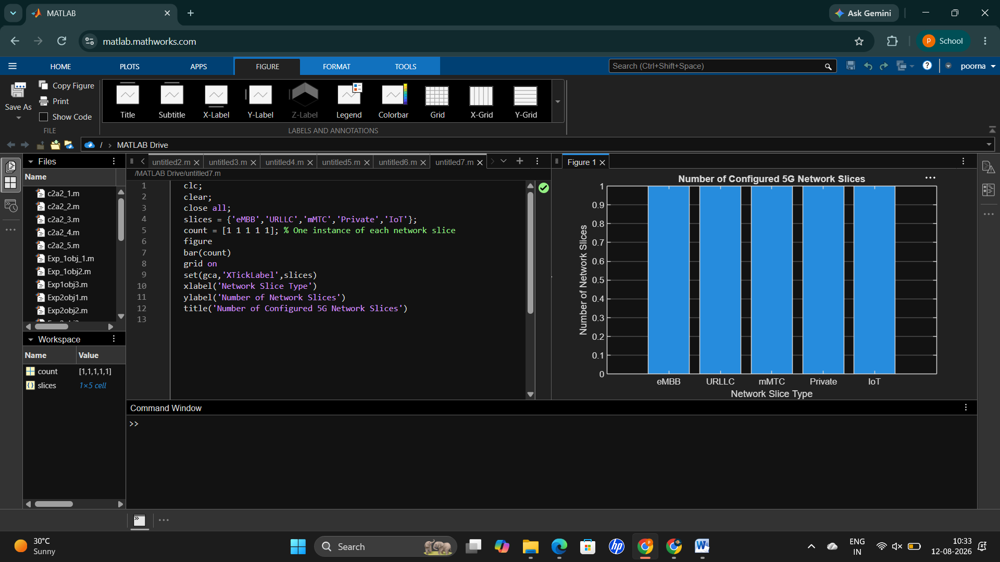 MATLAB
Ask Gemini
matlab.mathworks.com
P School
HOME PLOTS APPS FIGURE FORMAT TOOLS
Search (Ctrl+Shift+Space)
poorna
Save As
Copy Figure
Print
Show Code
FILE
Title Subtitle X-Label Y-Label Z-Label Legend Colorbar Grid X-Grid Y-Grid
LABELS AND ANNOTATIONS
/ › MATLAB Drive
Files
Name
c2a2_1.m
c2a2_2.m
c2a2_3.m
c2a2_4.m
c2a2_5.m
Exp_1obj_1.m
Exp_1obj2.m
Exp1obj3.m
Exp2obj1.m
Exp2obj2.m
Workspace
Name Value
count [1,1,1,1,1]
slices 1×5 cell
untitled2.m untitled3.m untitled4.m untitled5.m untitled6.m untitled7.m
/MATLAB Drive/untitled7.m
1 clc;
2 clear;
3 close all;
4 slices = {'eMBB','URLLC','mMTC','Private','IoT'};
5 count = [1 1 1 1 1]; % One instance of each network slice
6 figure
7 bar(count)
8 grid on
9 set(gca,'XTickLabel',slices)
10 xlabel('Network Slice Type')
11 ylabel('Number of Network Slices')
12 title('Number of Configured 5G Network Slices')
13
Figure 1
Number of Configured 5G Network Slices
1
0.9
0.8
0.7
0.6
0.5
0.4
0.3
0.2
0.1
0
Number of Network Slices
eMBB URLLC mMTC Private IoT
Network Slice Type
Command Window
>>
30°C
Sunny
Search
hp
ENG
IN
10:33
12-08-2026